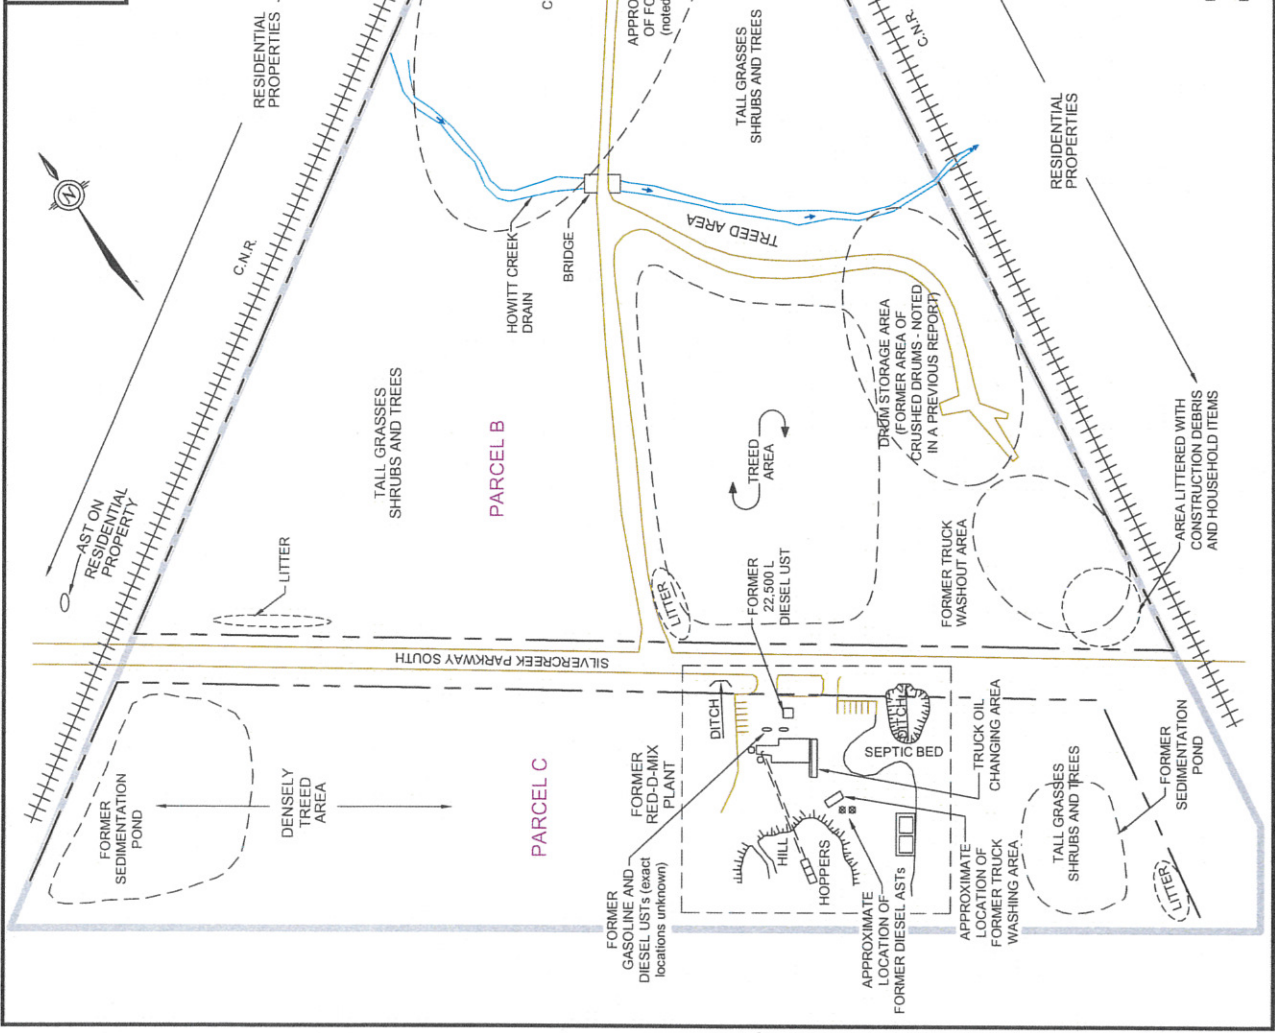 RESIDENTIAL
PROPERTIES
C
APPRO
OF FO
(noted
C.N.R.
N
C.N.R.
TALL GRASSES
SHRUBS AND TREES
RESIDENTIAL
PROPERTIES
HOWITT CREEK
DRAIN
BRIDGE
TREED AREA
TALL GRASSES
SHRUBS AND TREES
PARCEL B
DRUM STORAGE AREA
(FORMER AREA OF
CRUSHED DRUMS - NOTED
IN A PREVIOUS REPORT)
TREED
AREA
AST ON
RESIDENTIAL
PROPERTY
LITTER
LITTER
FORMER
22,500 L
DIESEL UST
FORMER TRUCK
WASHOUT AREA
AREA LITTERED WITH
CONSTRUCTION DEBRIS
AND HOUSEHOLD ITEMS
SILVERCREEK PARKWAY SOUTH
FORMER
SEDIMENTATION
POND
DENSELY
TREED
AREA
PARCEL C
FORMER
RED-D-MIX
PLANT
DITCH
DITCH
SEPTIC BED
TRUCK OIL
CHANGING AREA
FORMER
SEDIMENTATION
POND
TALL GRASSES
SHRUBS AND TREES
HILL
HOPPERS
FORMER
GASOLINE AND
DIESEL USTs (exact
locations unknown)
APPROXIMATE
LOCATION OF
FORMER DIESEL ASTs
APPROXIMATE
LOCATION OF
FORMER TRUCK
WASHING AREA
LITTER